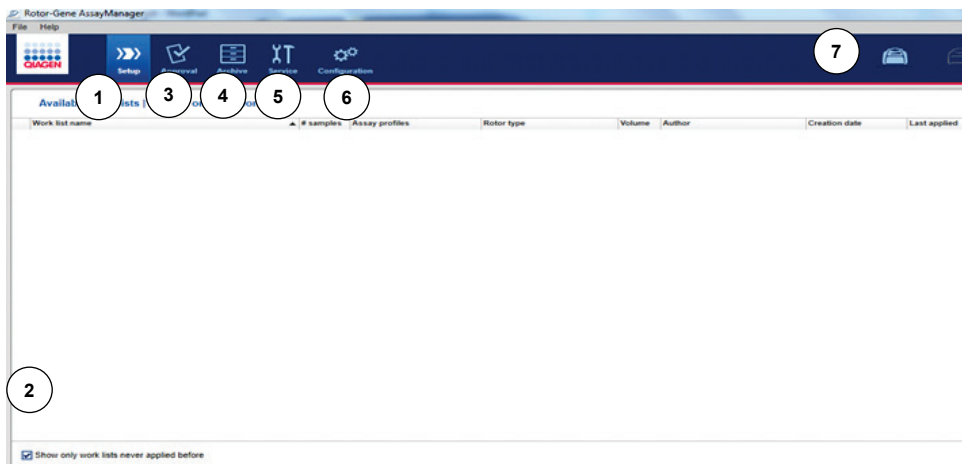 Rotor-Gene AssayManager
File Help
QIAGEN
Setup Approval Archive Service Configuration
7
1 3 4 5 6
Work list name # samples Assay profiles Rotor type Volume Author Creation date Last applied
2
Show only work lists never applied before